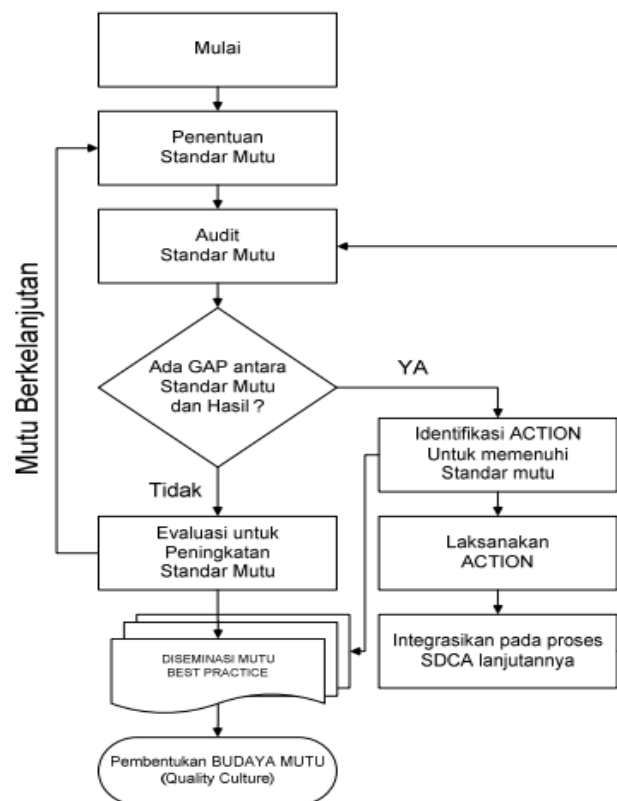 Mulai
Penentuan
Standar Mutu
Audit
Standar Mutu
Mutu Berkelanjutan
Ada GAP antara
Standar Mutu
dan Hasil ?
YA
Identifikasi ACTION
Untuk memenuhi
Standar mutu
Tidak
Evaluasi untuk
Peningkatan
Standar Mutu
Laksanakan
ACTION
Integrasikan pada proses
SDCA lanjutannya
DISEMINASI MUTU
BEST PRACTICE
Pembentukan BUDAYA MUTU
(Quality Culture)